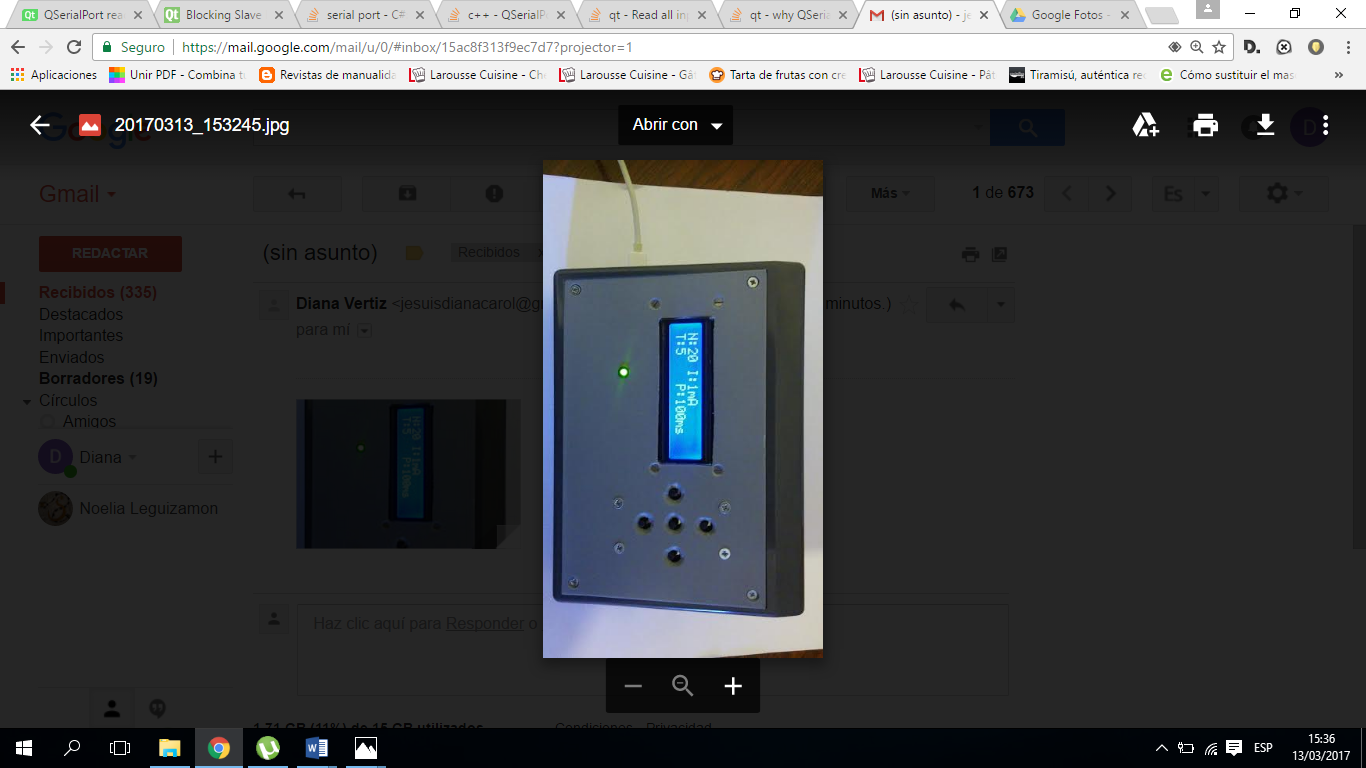 QSerialPort rea
Blocking Slave
serial port - C#
c++ - QSerialP
qt - Read all in
qt - why QSeria
(sin asunto) - je
Google Fotos -
Seguro
https://mail.google.com/mail/u/0/#inbox/15ac8f313f9ec7d7?projector=1
Aplicaciones
Unir PDF - Combina tu
Revistas de manualida
Larousse Cuisine - Che
Larousse Cuisine - Gât
Tarta de frutas con cre
Larousse Cuisine - Pât
Tiramisú, auténtica re
Cómo sustituir el mas
20170313_153245.jpg
Abrir con
Gmail
Más
1 de 673
Es
REDACTAR
(sin asunto)
Recibidos x
Recibidos (335)
Destacados
Importantes
Enviados
Borradores (19)
Círculos
Amigos
Diana Vertiz <jesuisdianacarol@g
minutos )
para mí
N:20 I:1mA
T:5 P:100ms
Diana
Noelia Leguizamon
Haz clic aquí para Responder o
1,71 GB (11%) de 15 GB utilizados
Condiciones - Privacidad
ESP
15:36
13/03/2017